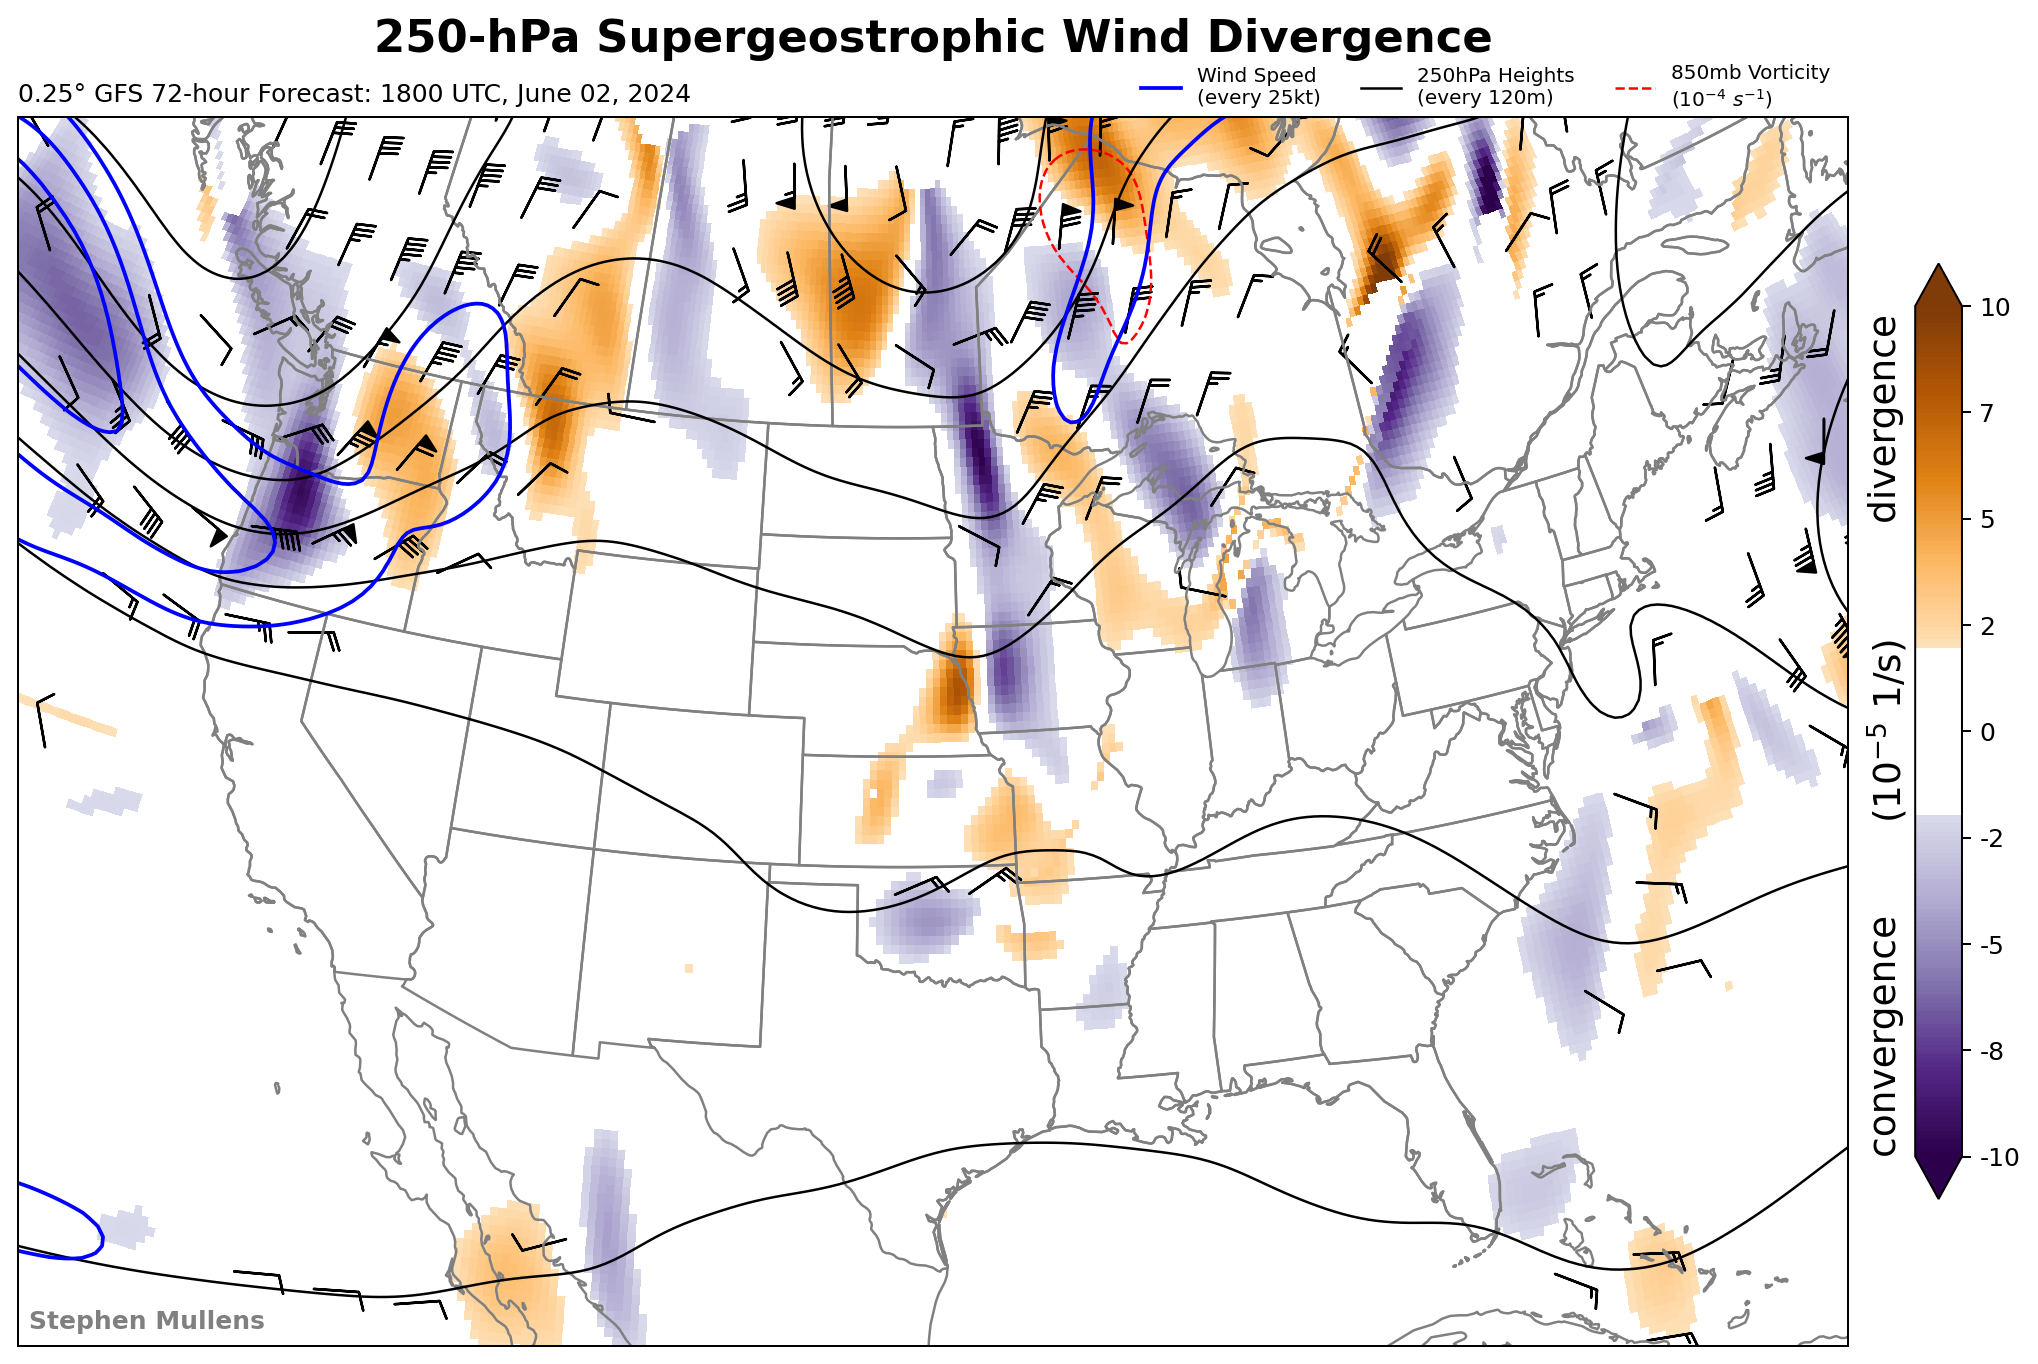 250-hPa Supergeostrophic Wind Divergence
0.25° GFS 72-hour Forecast: 1800 UTC, June 02, 2024
Wind Speed
(every 25kt)
250hPa Heights
(every 120m)
850mb Vorticity
(10⁻⁴ s⁻¹)
10
7
5
2
0
-2
-5
-8
-10
convergence (10⁻⁵ 1/s) divergence
Stephen Mullens